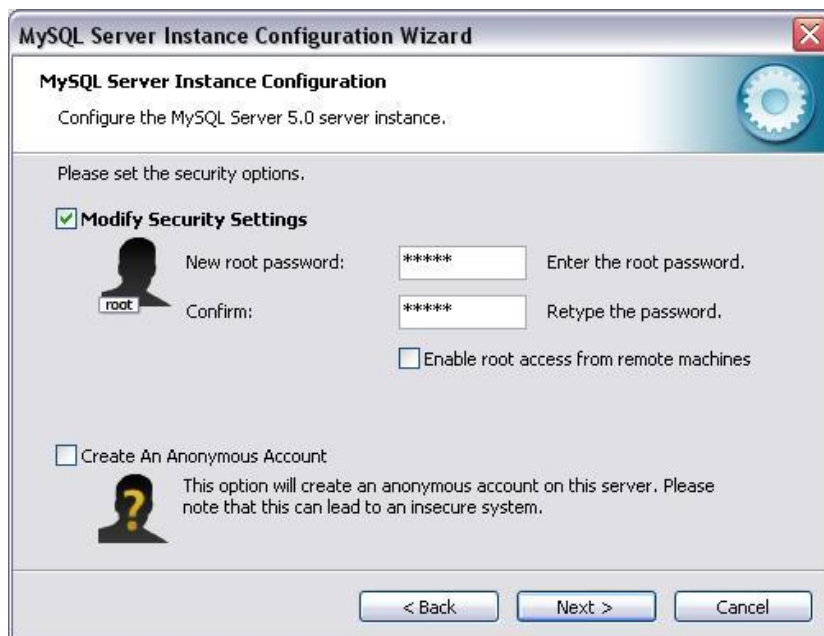 MySQL Server Instance Configuration Wizard
MySQL Server Instance Configuration
Configure the MySQL Server 5.0 server instance.
Please set the security options.
Modify Security Settings
root
New root password: ***** Enter the root password.
Confirm: ***** Retype the password.
Enable root access from remote machines
Create An Anonymous Account
?
This option will create an anonymous account on this server. Please
note that this can lead to an insecure system.
< Back Next > Cancel